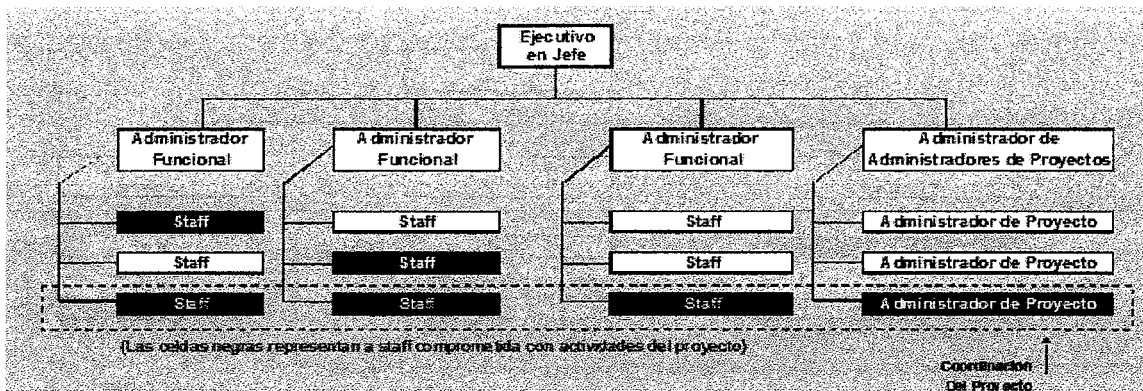 Ejecutivo
en Jefe
Administrador
Funcional
Administrador
Funcional
Administrador
Funcional
Administrador de
Administradores de Proyectos
Staff
Staff
Staff
Administrador de Proyecto
Staff
Staff
Staff
Administrador de Proyecto
Staff
Staff
Staff
Administrador de Proyecto
(Las celdas negras representan a staff comprometida con actividades del proyecto)
Coordinacion
Del Proyecto